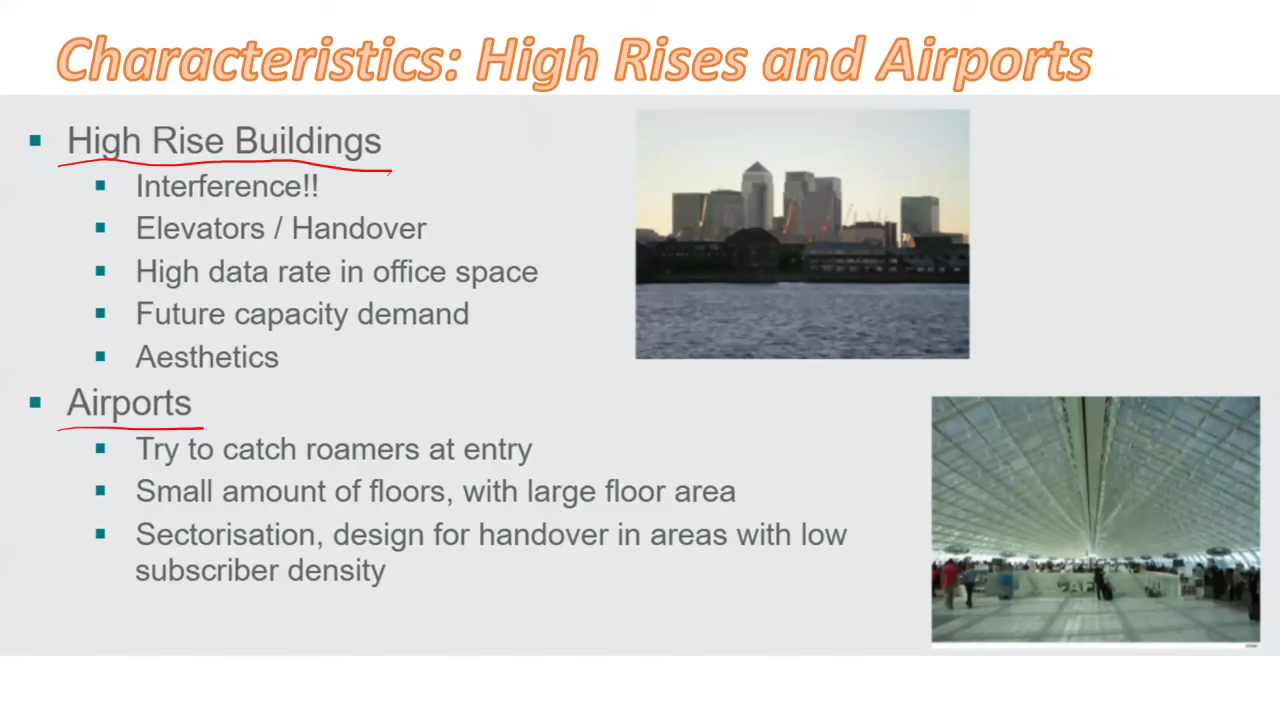 Characteristics: High Rises and Airports
High Rise Buildings
Interference!!
Elevators / Handover
High data rate in office space
Future capacity demand
Aesthetics
Airports
Try to catch roamers at entry
Small amount of floors, with large floor area
Sectorisation, design for handover in areas with low
subscriber density